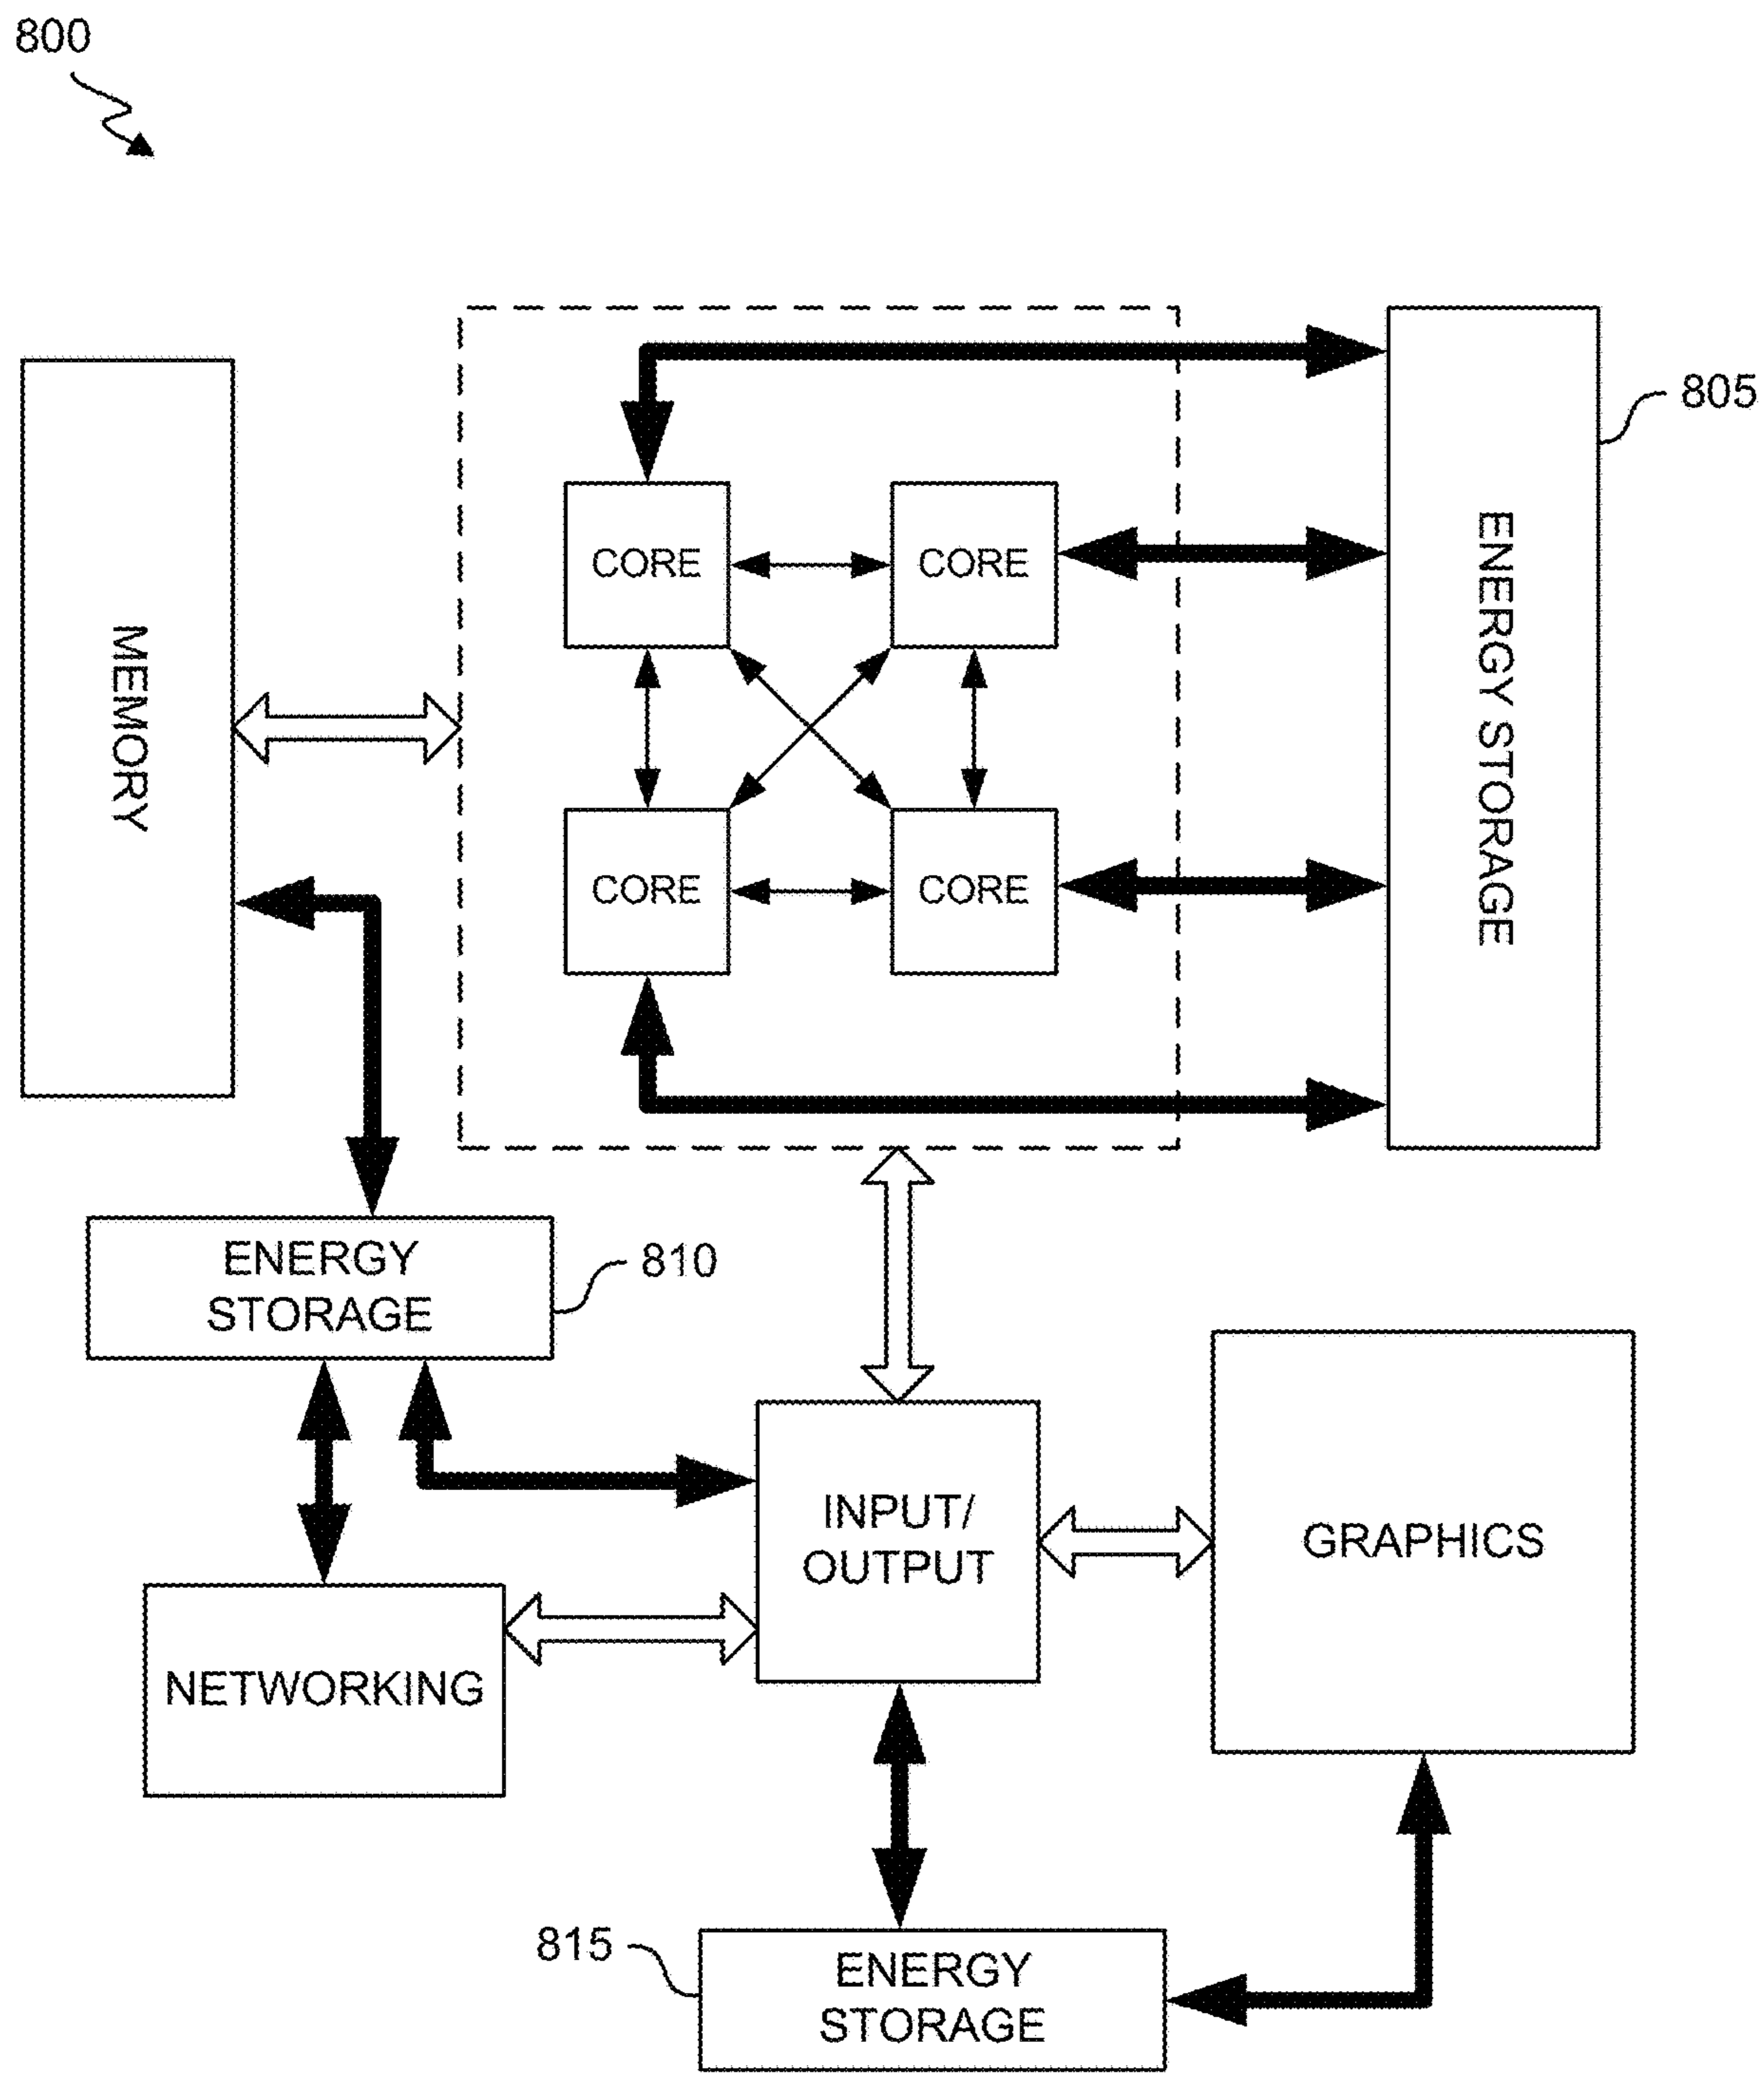 800
805
MEMORY
CORE
CORE
CORE
CORE
ENERGY STORAGE
ENERGY
STORAGE
810
INPUT/
OUTPUT
GRAPHICS
NETWORKING
815
ENERGY
STORAGE